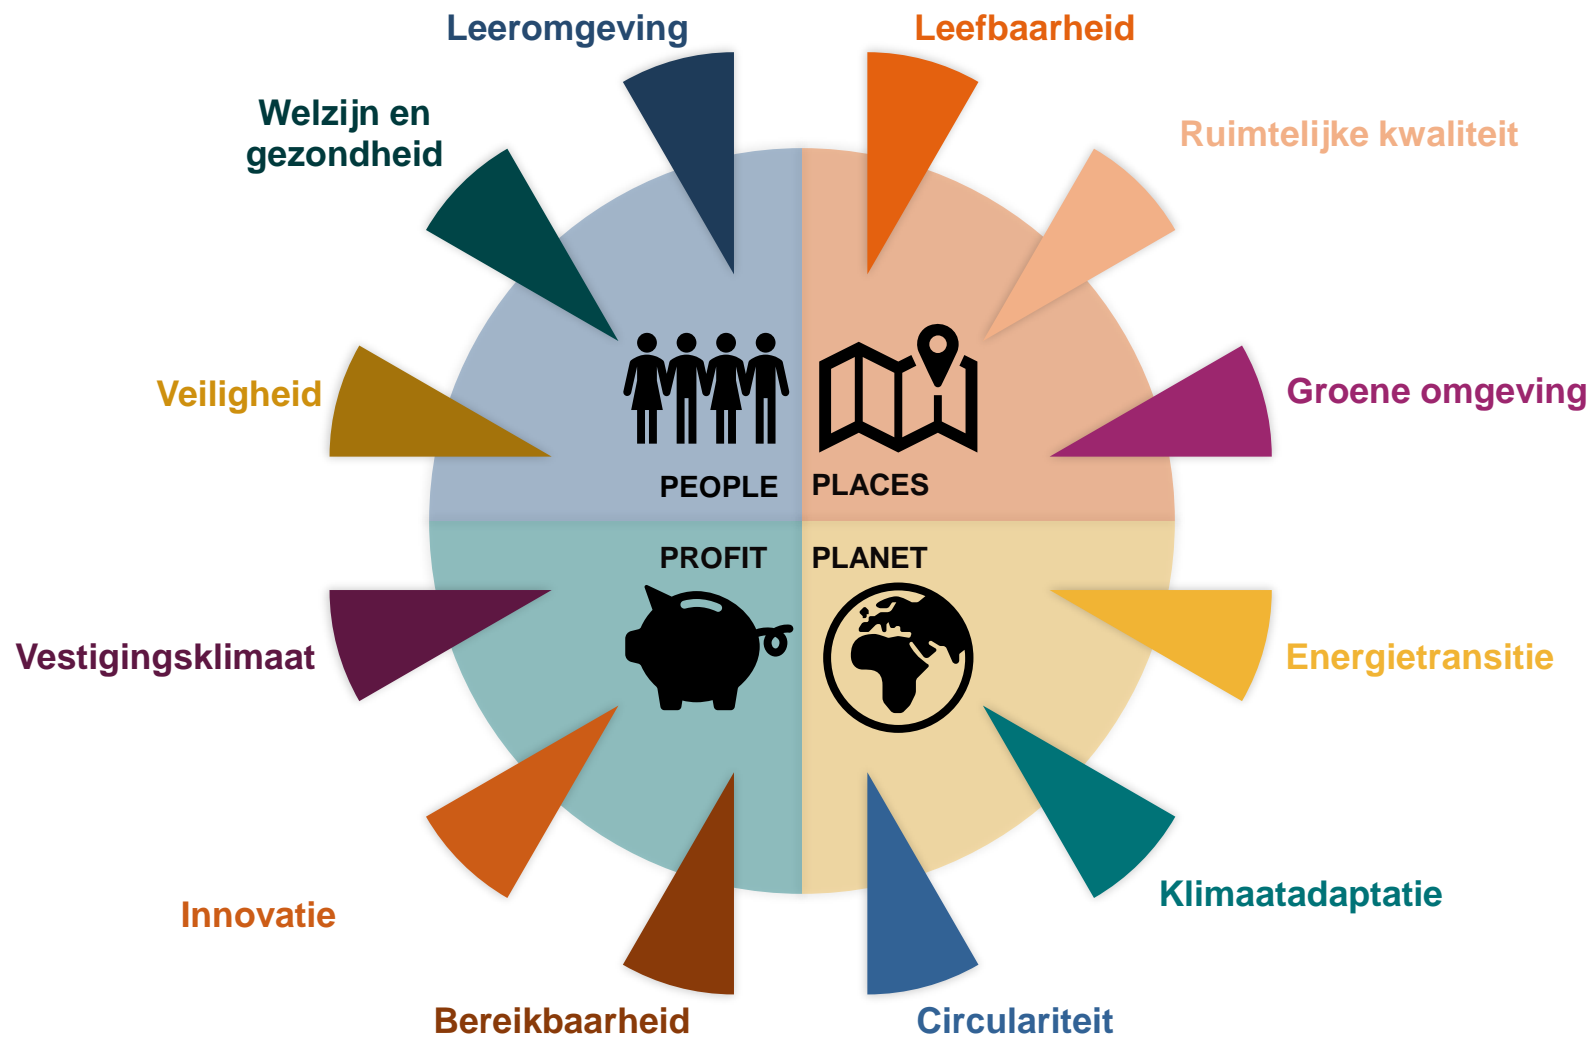 Leeromgeving
Leefbaarheid
Welzijn en
gezondheid
Ruimtelijke kwaliteit
Veiligheid
Groene omgeving
PEOPLE
PLACES
PROFIT
PLANET
Vestigingsklimaat
Energietransitie
Innovatie
Klimaatadaptatie
Bereikbaarheid
Circulariteit